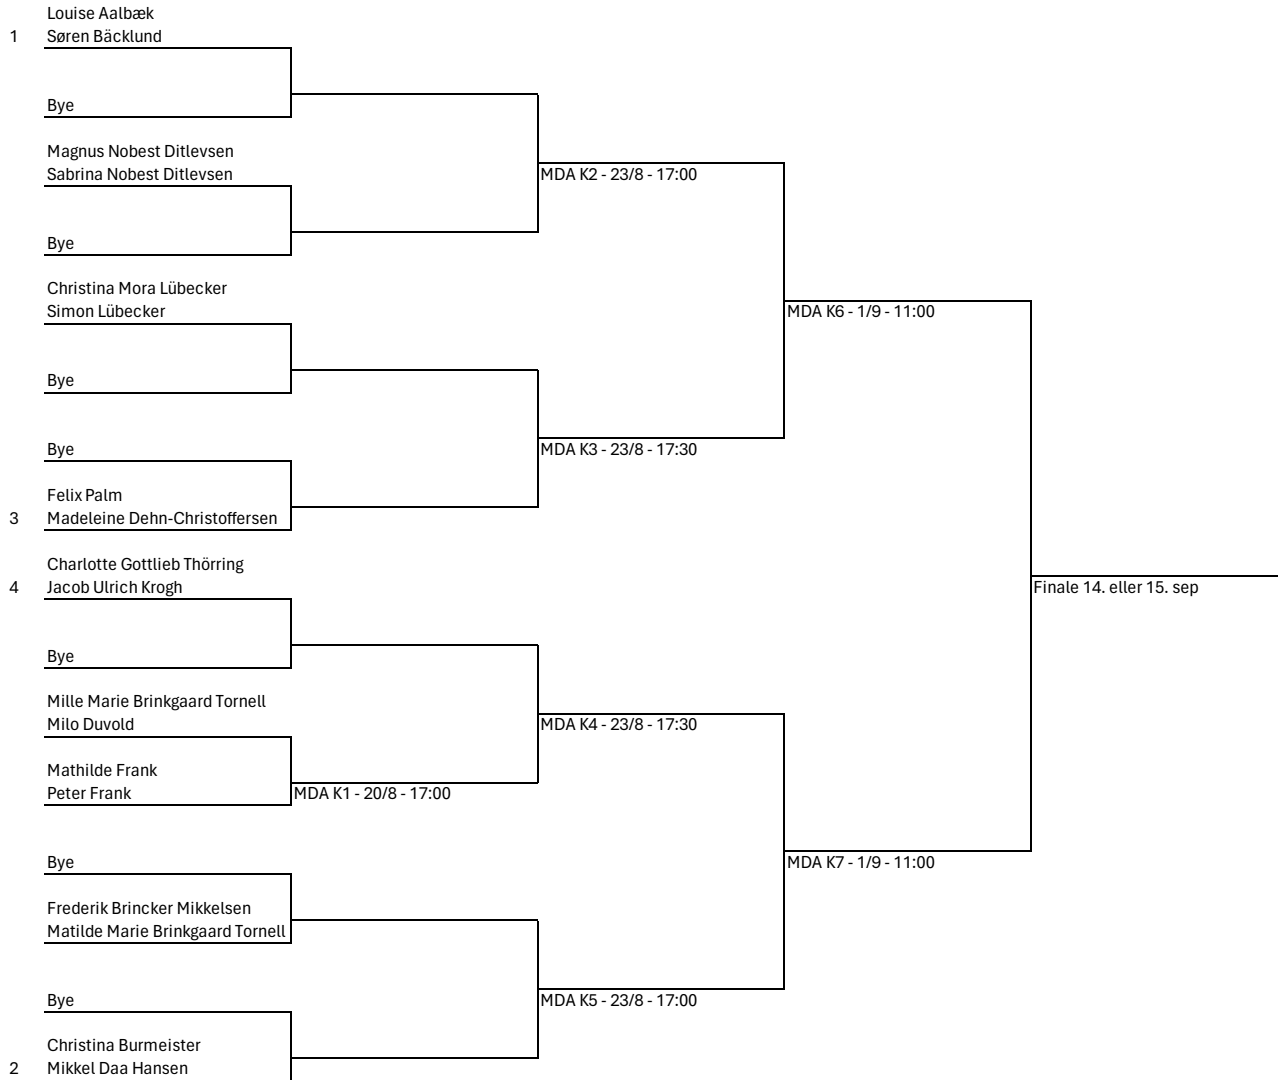 Louise Aalbæk
1 Søren Bäcklund
Bye
Magnus Nobest Ditlevsen
Sabrina Nobest Ditlevsen
MDA K2 - 23/8 - 17:00
Bye
Christina Mora Lübecker
Simon Lübecker
MDA K6 - 1/9 - 11:00
Bye
Bye
MDA K3 - 23/8 - 17:30
Felix Palm
3 Madeleine Dehn-Christoffersen
Charlotte Gottlieb Thörring
4 Jacob Ulrich Krogh
Finale 14. eller 15. sep
Bye
Mille Marie Brinkgaard Tornell
Milo Duvold
MDA K4 - 23/8 - 17:30
Mathilde Frank
Peter Frank
MDA K1 - 20/8 - 17:00
Bye
MDA K7 - 1/9 - 11:00
Frederik Brincker Mikkelsen
Matilde Marie Brinkgaard Tornell
Bye
MDA K5 - 23/8 - 17:00
Christina Burmeister
2 Mikkel Daa Hansen